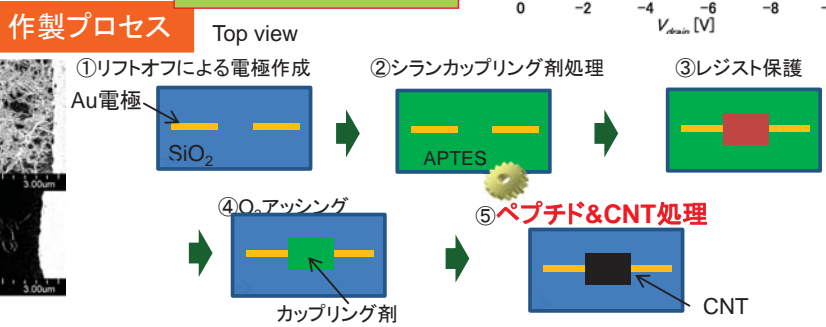 0 -2 -4 -6 -8
V_drain [V]
作製プロセス
Top view
①リフトオフによる電極作成
②シランカップリング剤処理
③レジスト保護
Au電極
SiO₂
APTES
3.00um
④O₂アッシング
⑤ペプチド&CNT処理
3.00um
カップリング剤
CNT